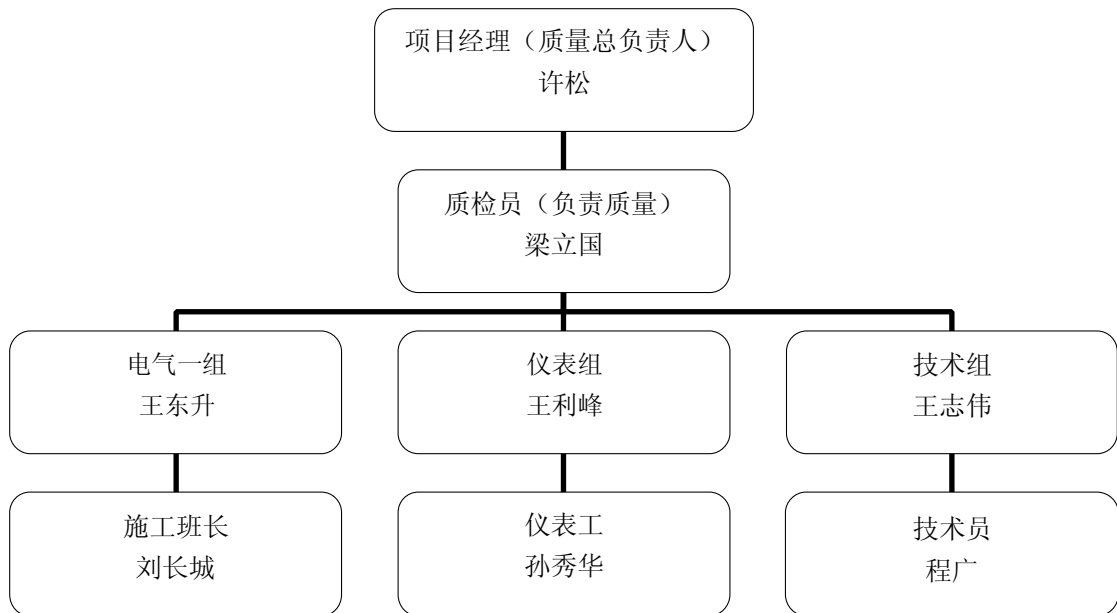 项目经理（质量总负责人）
许松
质检员（负责质量）
梁立国
电气一组
王东升
仪表组
王利峰
技术组
王志伟
施工班长
刘长城
仪表工
孙秀华
技术员
程广